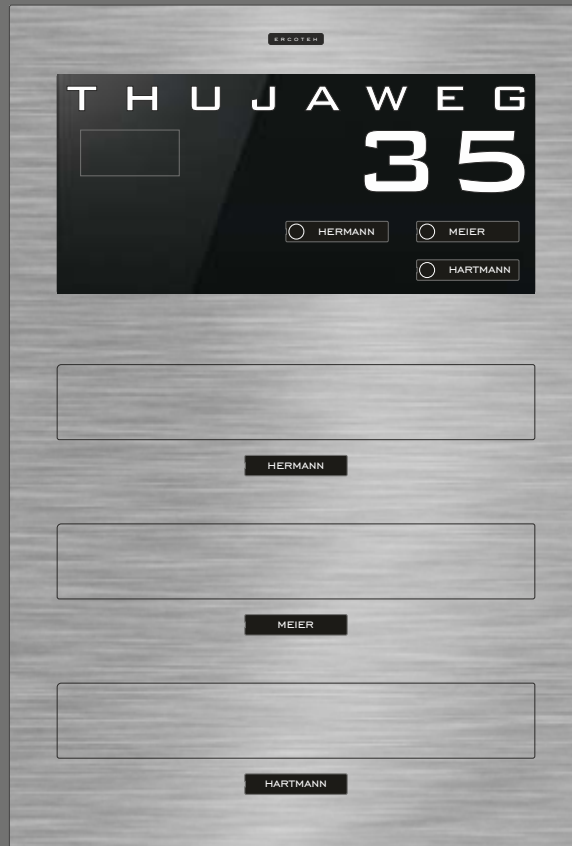 ERCOTEH
THUJAWEG
35
HERMANN MEIER
HARTMANN
HERMANN
MEIER
HARTMANN